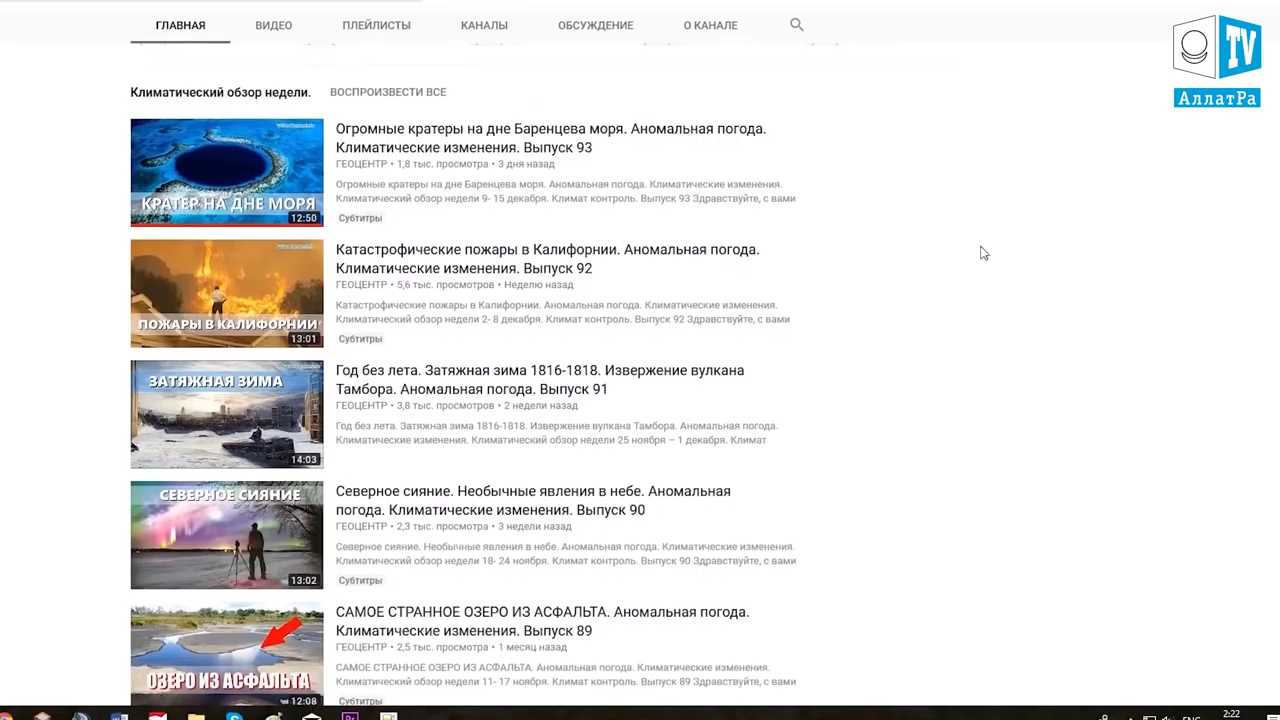 ГЛАВНАЯ ВИДЕО ПЛЕЙЛИСТЫ КАНАЛЫ ОБСУЖДЕНИЕ О КАНАЛЕ
TV
АллатРа
Климатический обзор недели. ВОСПРОИЗВЕСТИ ВСЕ
КРАТЕР НА ДНЕ МОРЯ
12:50
Огромные кратеры на дне Баренцева моря. Аномальная погода.
Климатические изменения. Выпуск 93
ГЕОЦЕНТР • 1,8 тыс. просмотра • 3 дня назад
Огромные кратеры на дне Баренцева моря. Аномальная погода. Климатические изменения.
Климатический обзор недели 9- 15 декабря. Климат контроль. Выпуск 93 Здравствуйте, с вами
Субтитры
ПОЖАРЫ В КАЛИФОРНИИ
13:01
Катастрофические пожары в Калифорнии. Аномальная погода.
Климатические изменения. Выпуск 92
ГЕОЦЕНТР • 5,6 тыс. просмотров • Неделю назад
Катастрофические пожары в Калифорнии. Аномальная погода. Климатические изменения.
Климатический обзор недели 2- 8 декабря. Климат контроль. Выпуск 92 Здравствуйте, с вами
Субтитры
ЗАТЯЖНАЯ ЗИМА
14:03
Год без лета. Затяжная зима 1816-1818. Извержение вулкана
Тамбора. Аномальная погода. Выпуск 91
ГЕОЦЕНТР • 3,8 тыс. просмотров • 2 недели назад
Год без лета. Затяжная зима 1816-1818. Извержение вулкана Тамбора. Аномальная погода.
Климатические изменения. Климатический обзор недели 25 ноября – 1 декабря. Климат
СЕВЕРНОЕ СИЯНИЕ
13:02
Северное сияние. Необычные явления в небе. Аномальная
погода. Климатические изменения. Выпуск 90
ГЕОЦЕНТР • 2,3 тыс. просмотра • 3 недели назад
Северное сияние. Необычные явления в небе. Аномальная погода. Климатические изменения.
Климатический обзор недели 18- 24 ноября. Климат контроль. Выпуск 90 Здравствуйте, с вами
Субтитры
ОЗЕРО ИЗ АСФАЛЬТА
12:08
САМОЕ СТРАННОЕ ОЗЕРО ИЗ АСФАЛЬТА. Аномальная погода.
Климатические изменения. Выпуск 89
ГЕОЦЕНТР • 2,5 тыс. просмотра • 1 месяц назад
САМОЕ СТРАННОЕ ОЗЕРО ИЗ АСФАЛЬТА. Аномальная погода. Климатические изменения.
Климатический обзор недели 11- 17 ноября. Климат контроль. Выпуск 89 Здравствуйте, с вами
Субтитры
ENG 2:22